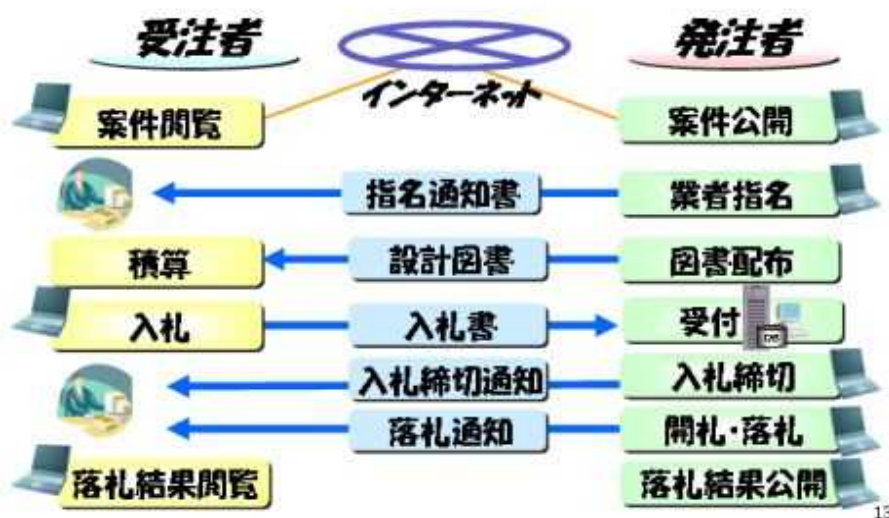 受注者
発注者
インターネット
案件閲覧
案件公開
指名通知書
業者指名
積算
設計図書
図書配布
入札
入札書
受付
DB
入札締切通知
入札締切
落札通知
開札・落札
落札結果閲覧
落札結果公開
13